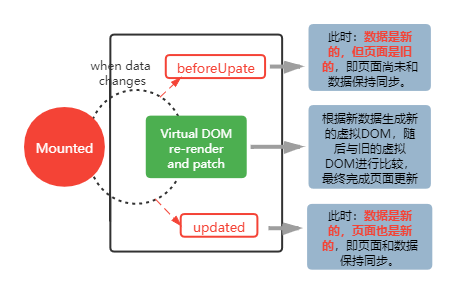 when data
changes
beforeUpate
此时：数据是新
的，但页面是旧
的，即页面尚未和
数据保持同步。
Mounted
Virtual DOM
re-render
and patch
根据新数据生成新
的虚拟DOM，随
后与旧的虚拟
DOM进行比较，
最终完成页面更新
updated
此时：数据是新
的，页面也是新
的，即页面和数据
保持同步。